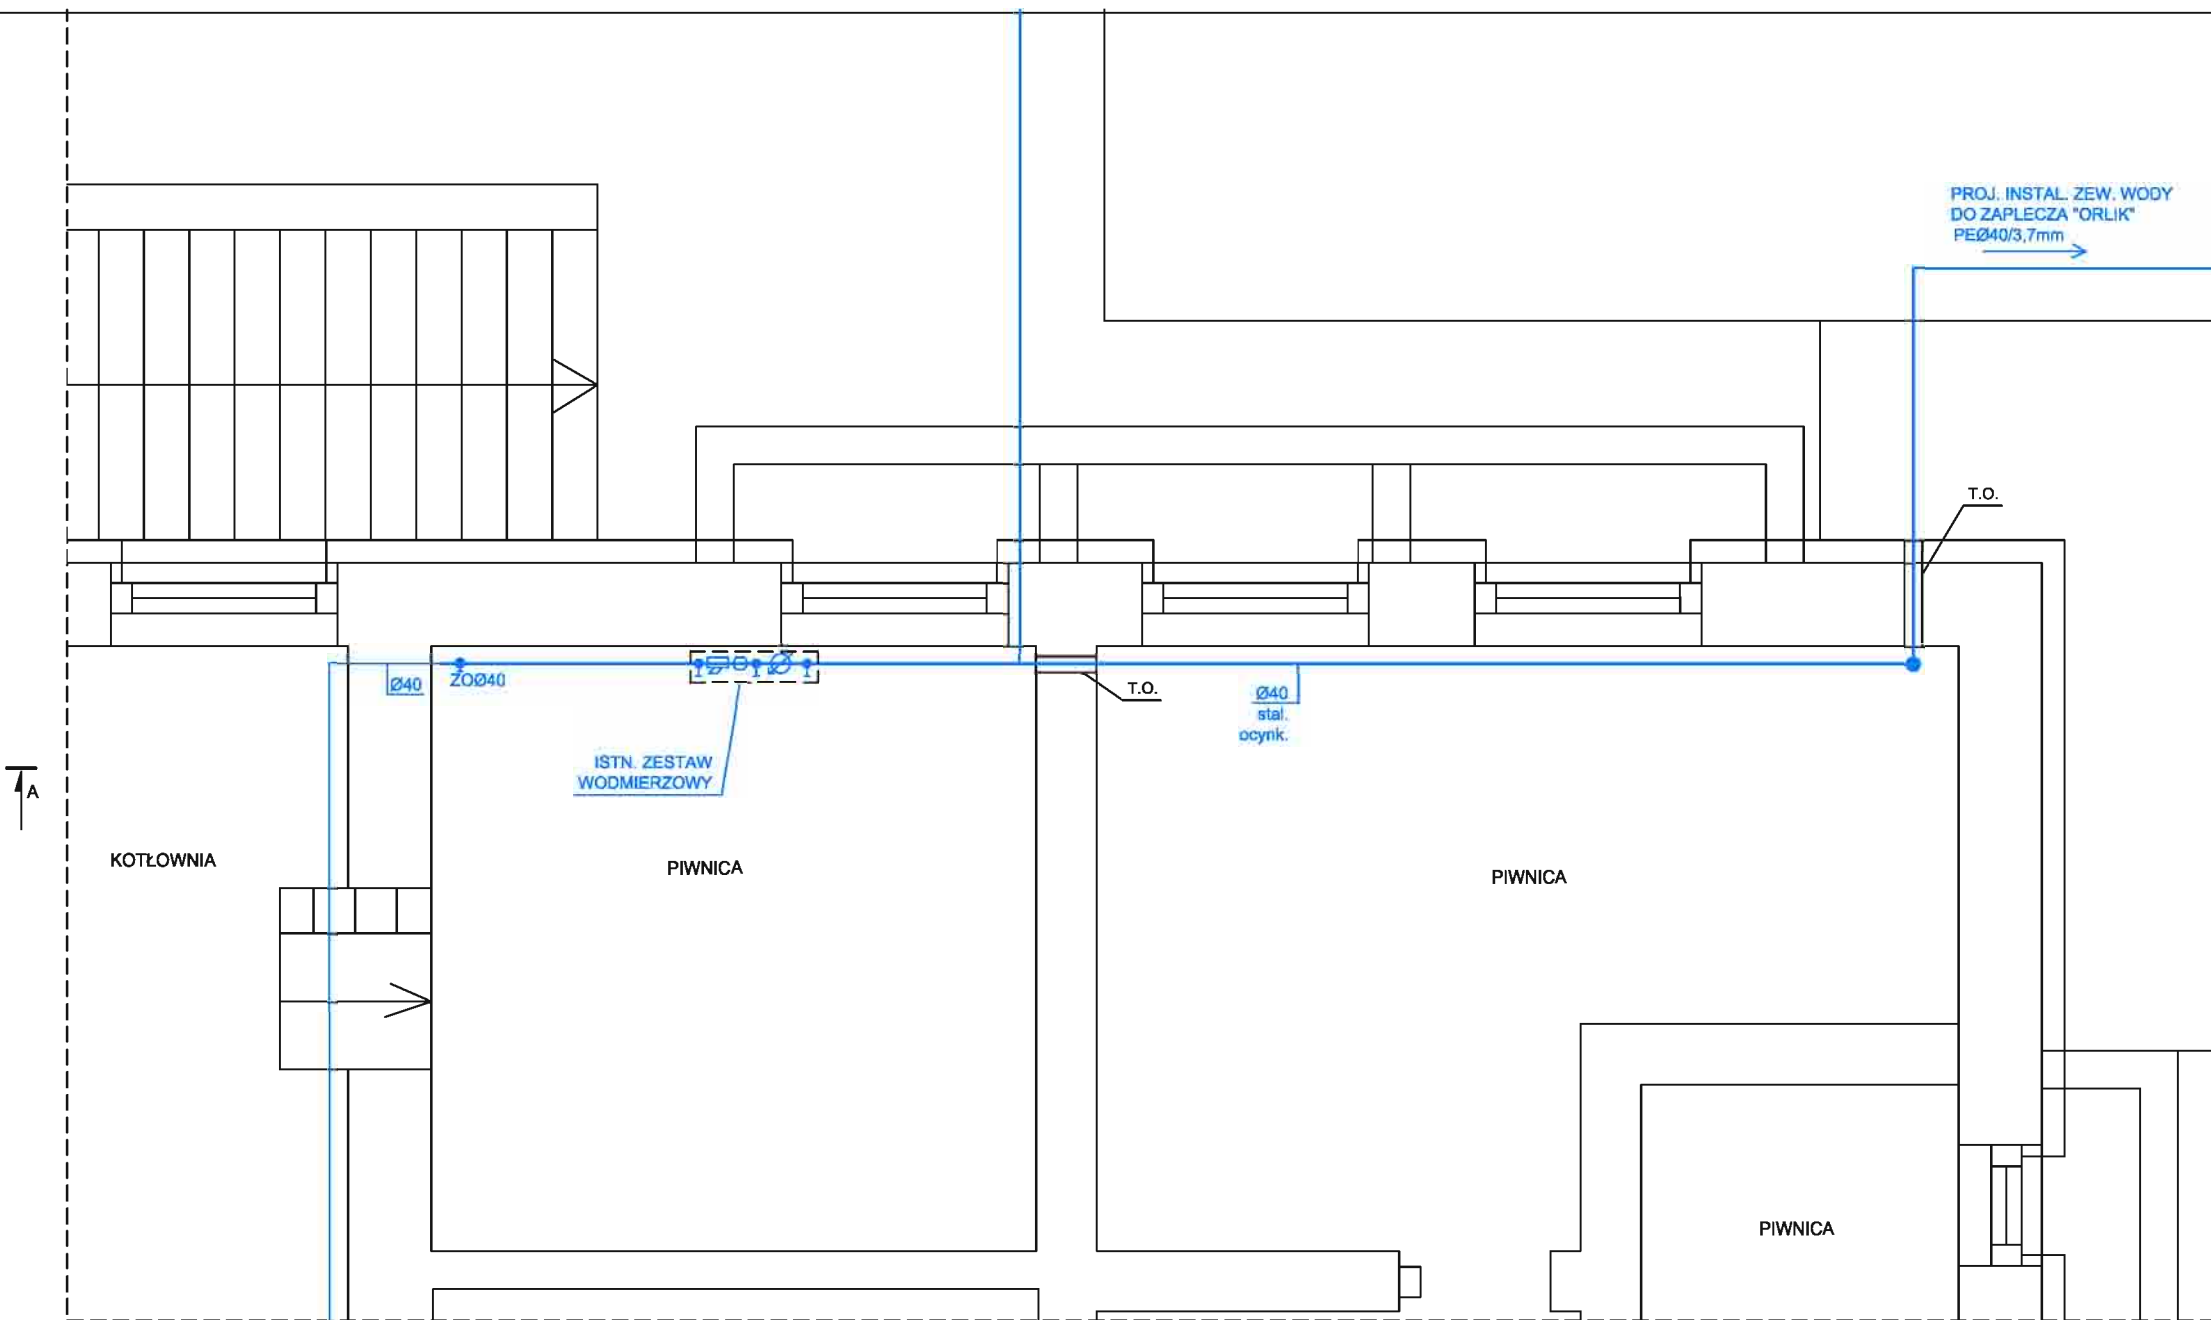 PROJ. INSTAL. ZEW. WODY
DO ZAPLECZA "ORLIK"
PEØ40/3,7mm
T.O.
Ø40
ZOØ40
T.O.
Ø40
stal.
ocynk.
ISTN. ZESTAW
WODMIERZOWY
A
KOTŁOWNIA
PIWNICA
PIWNICA
PIWNICA